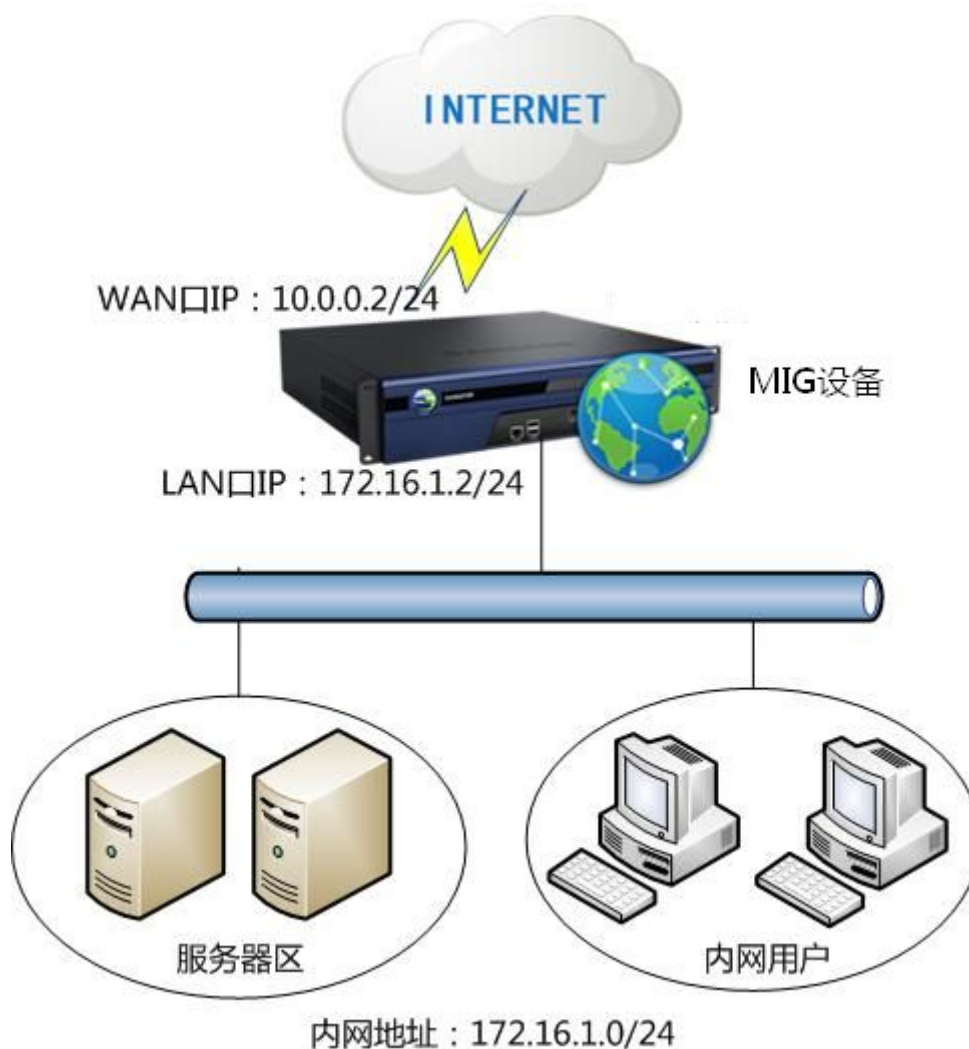 INTERNET
WAN口IP：10.0.0.2/24
MIG设备
LAN口IP：172.16.1.2/24
服务器区
内网用户
内网地址：172.16.1.0/24